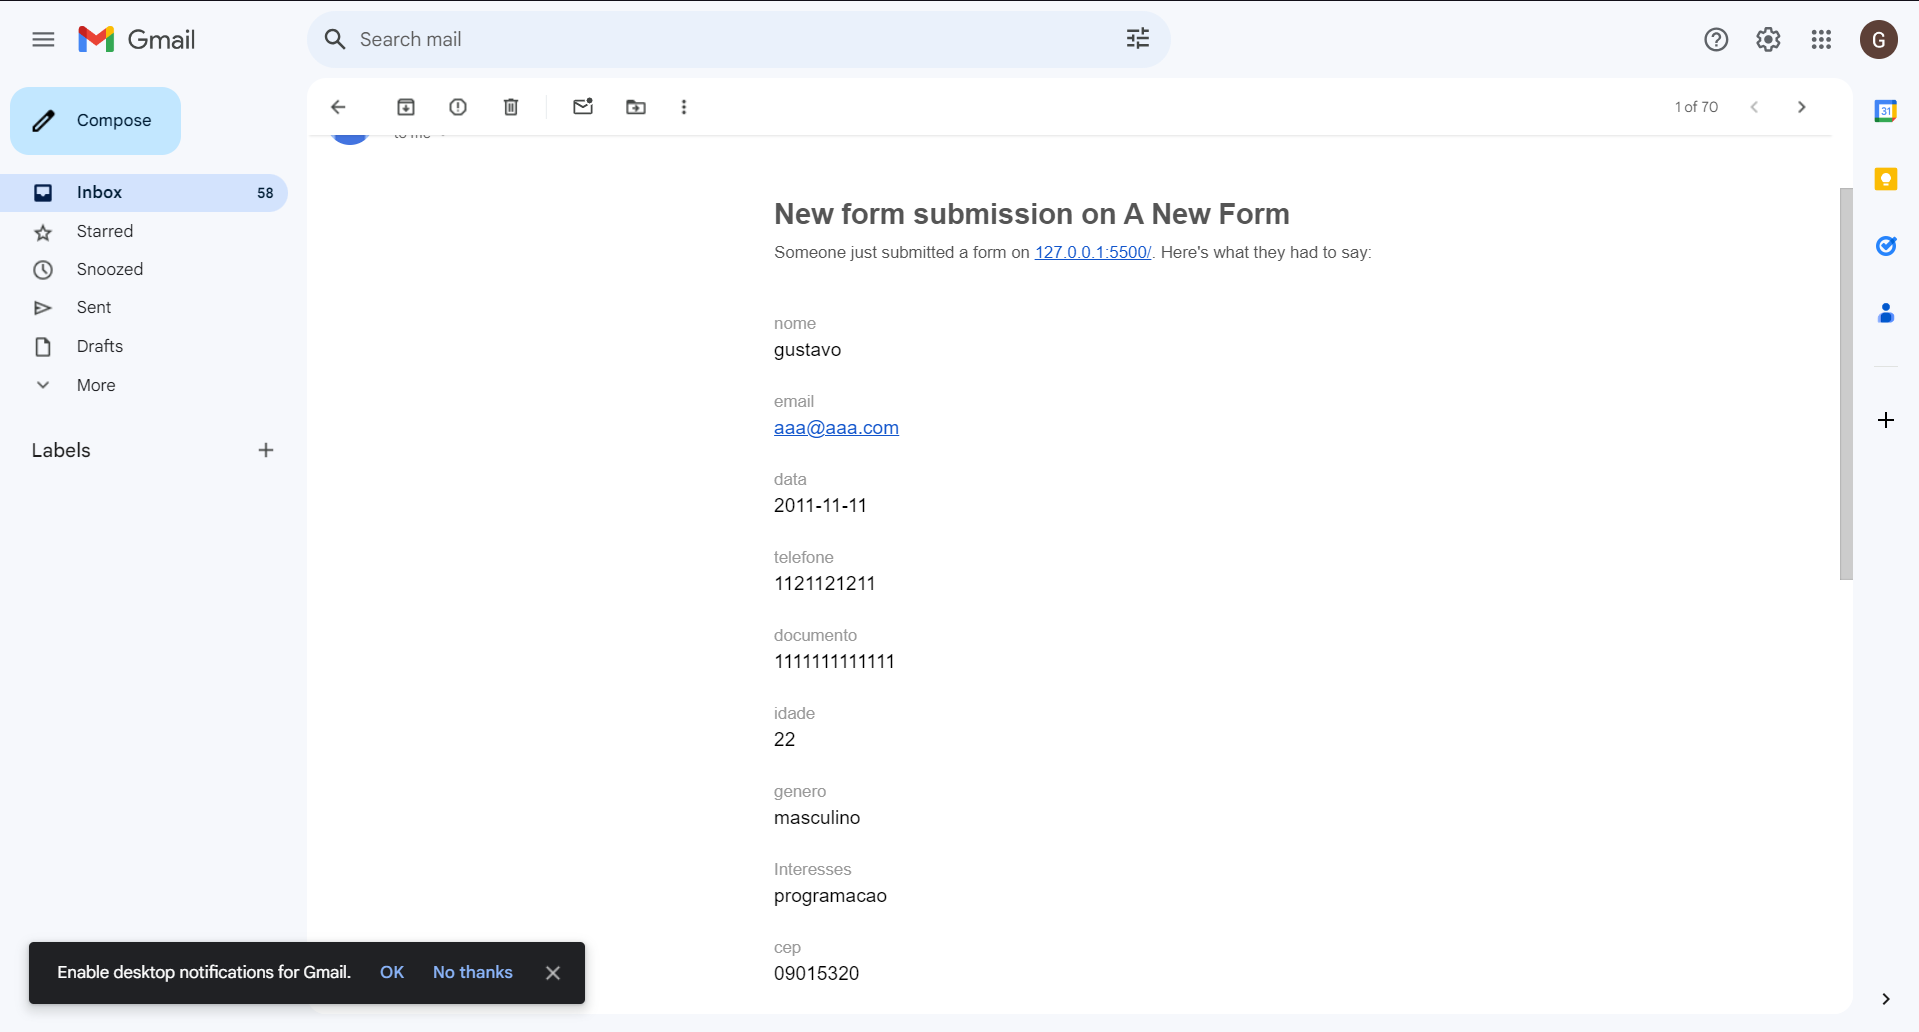 Gmail
Search mail
G
Compose
1 of 70
31
Inbox 58
Starred
Snoozed
Sent
Drafts
More
Labels
to me
New form submission on A New Form
Someone just submitted a form on 127.0.0.1:5500/. Here's what they had to say:
nome
gustavo
email
aaa@aaa.com
data
2011-11-11
telefone
1121121211
documento
1111111111111
idade
22
genero
masculino
Interesses
programacao
cep
09015320
Enable desktop notifications for Gmail. OK No thanks